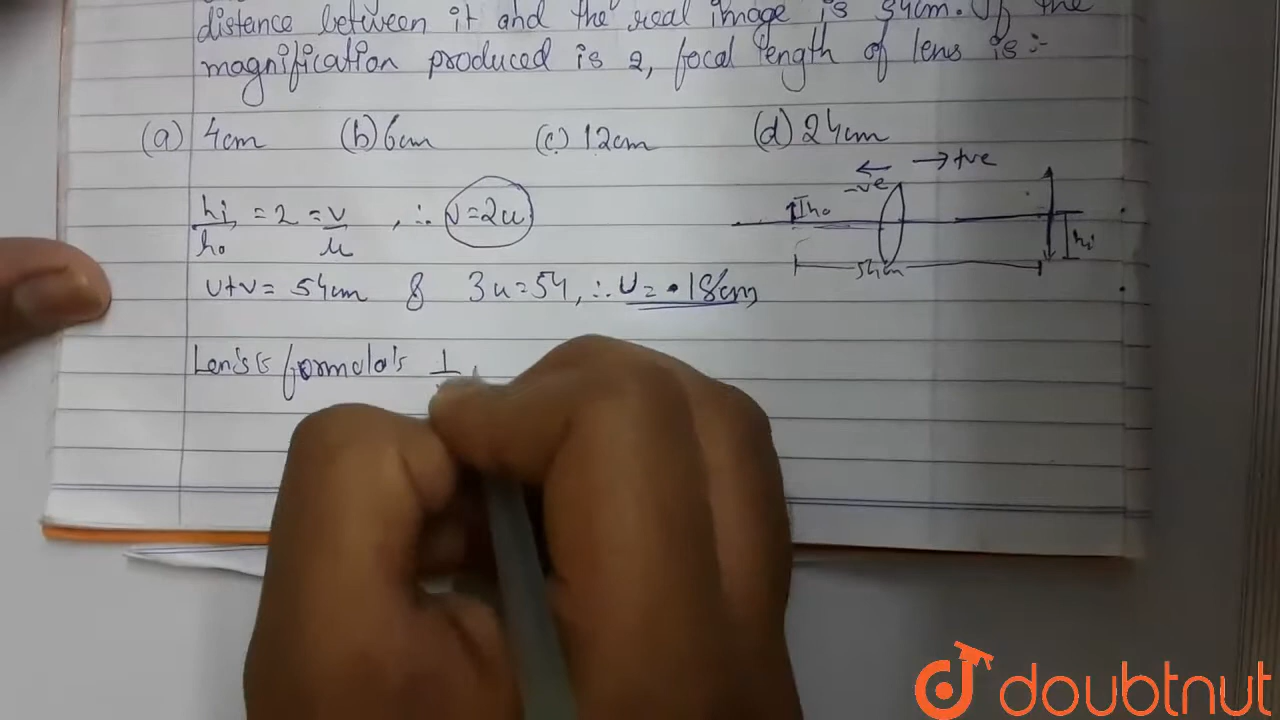 distance between it and the real image is 54cm. If the
magnification produced is 2, focal length of lens is :-
(a) 4cm (b) 6cm (c) 12cm (d) 24cm
← → +ve
-ve
hi/ho = 2 = v/u , ∴ v=2u
ho
hi
54cm
u+v = 54cm & 3u=54, ∴ u = 18cm
Len's formula's 1/
doubtnut